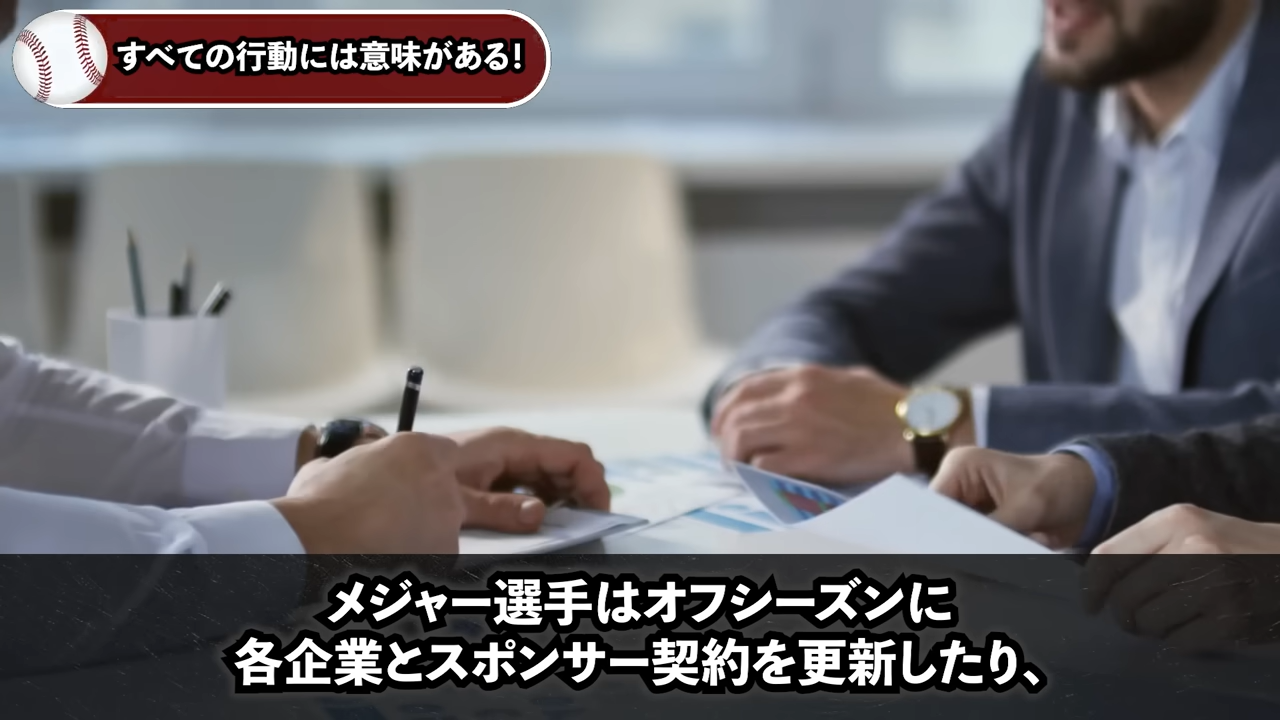 すべての行動には意味がある!
メジャー選手はオフシーズンに
各企業とスポンサー契約を更新したり、